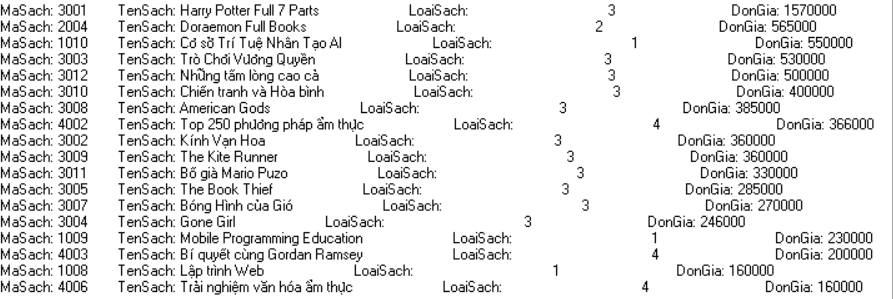 MaSach: 3001 TenSach: Harry Potter Full 7 Parts LoaiSach: 3 DonGia: 1570000
MaSach: 2004 TenSach: Doraemon Full Books LoaiSach: 2 DonGia: 565000
MaSach: 1010 TenSach: Cơ sở Trí Tuệ Nhân Tạo AI LoaiSach: 1 DonGia: 550000
MaSach: 3003 TenSach: Trò Chơi Vương Quyền LoaiSach: 3 DonGia: 530000
MaSach: 3012 TenSach: Những tấm lòng cao cả LoaiSach: 3 DonGia: 500000
MaSach: 3010 TenSach: Chiến tranh và Hòa bình LoaiSach: 3 DonGia: 400000
MaSach: 3008 TenSach: American Gods LoaiSach: 3 DonGia: 385000
MaSach: 4002 TenSach: Top 250 phương pháp ẩm thực LoaiSach: 4 DonGia: 366000
MaSach: 3002 TenSach: Kính Vạn Hoa LoaiSach: 3 DonGia: 360000
MaSach: 3009 TenSach: The Kite Runner LoaiSach: 3 DonGia: 360000
MaSach: 3011 TenSach: Bố già Mario Puzo LoaiSach: 3 DonGia: 330000
MaSach: 3005 TenSach: The Book Thief LoaiSach: 3 DonGia: 285000
MaSach: 3007 TenSach: Bóng Hình của Gió LoaiSach: 3 DonGia: 270000
MaSach: 3004 TenSach: Gone Girl LoaiSach: 3 DonGia: 246000
MaSach: 1009 TenSach: Mobile Programming Education LoaiSach: 1 DonGia: 230000
MaSach: 4003 TenSach: Bí quyết cùng Gordan Ramsey LoaiSach: 4 DonGia: 200000
MaSach: 1008 TenSach: Lập trình Web LoaiSach: 1 DonGia: 160000
MaSach: 4006 TenSach: Trải nghiệm văn hóa ẩm thực LoaiSach: 4 DonGia: 160000